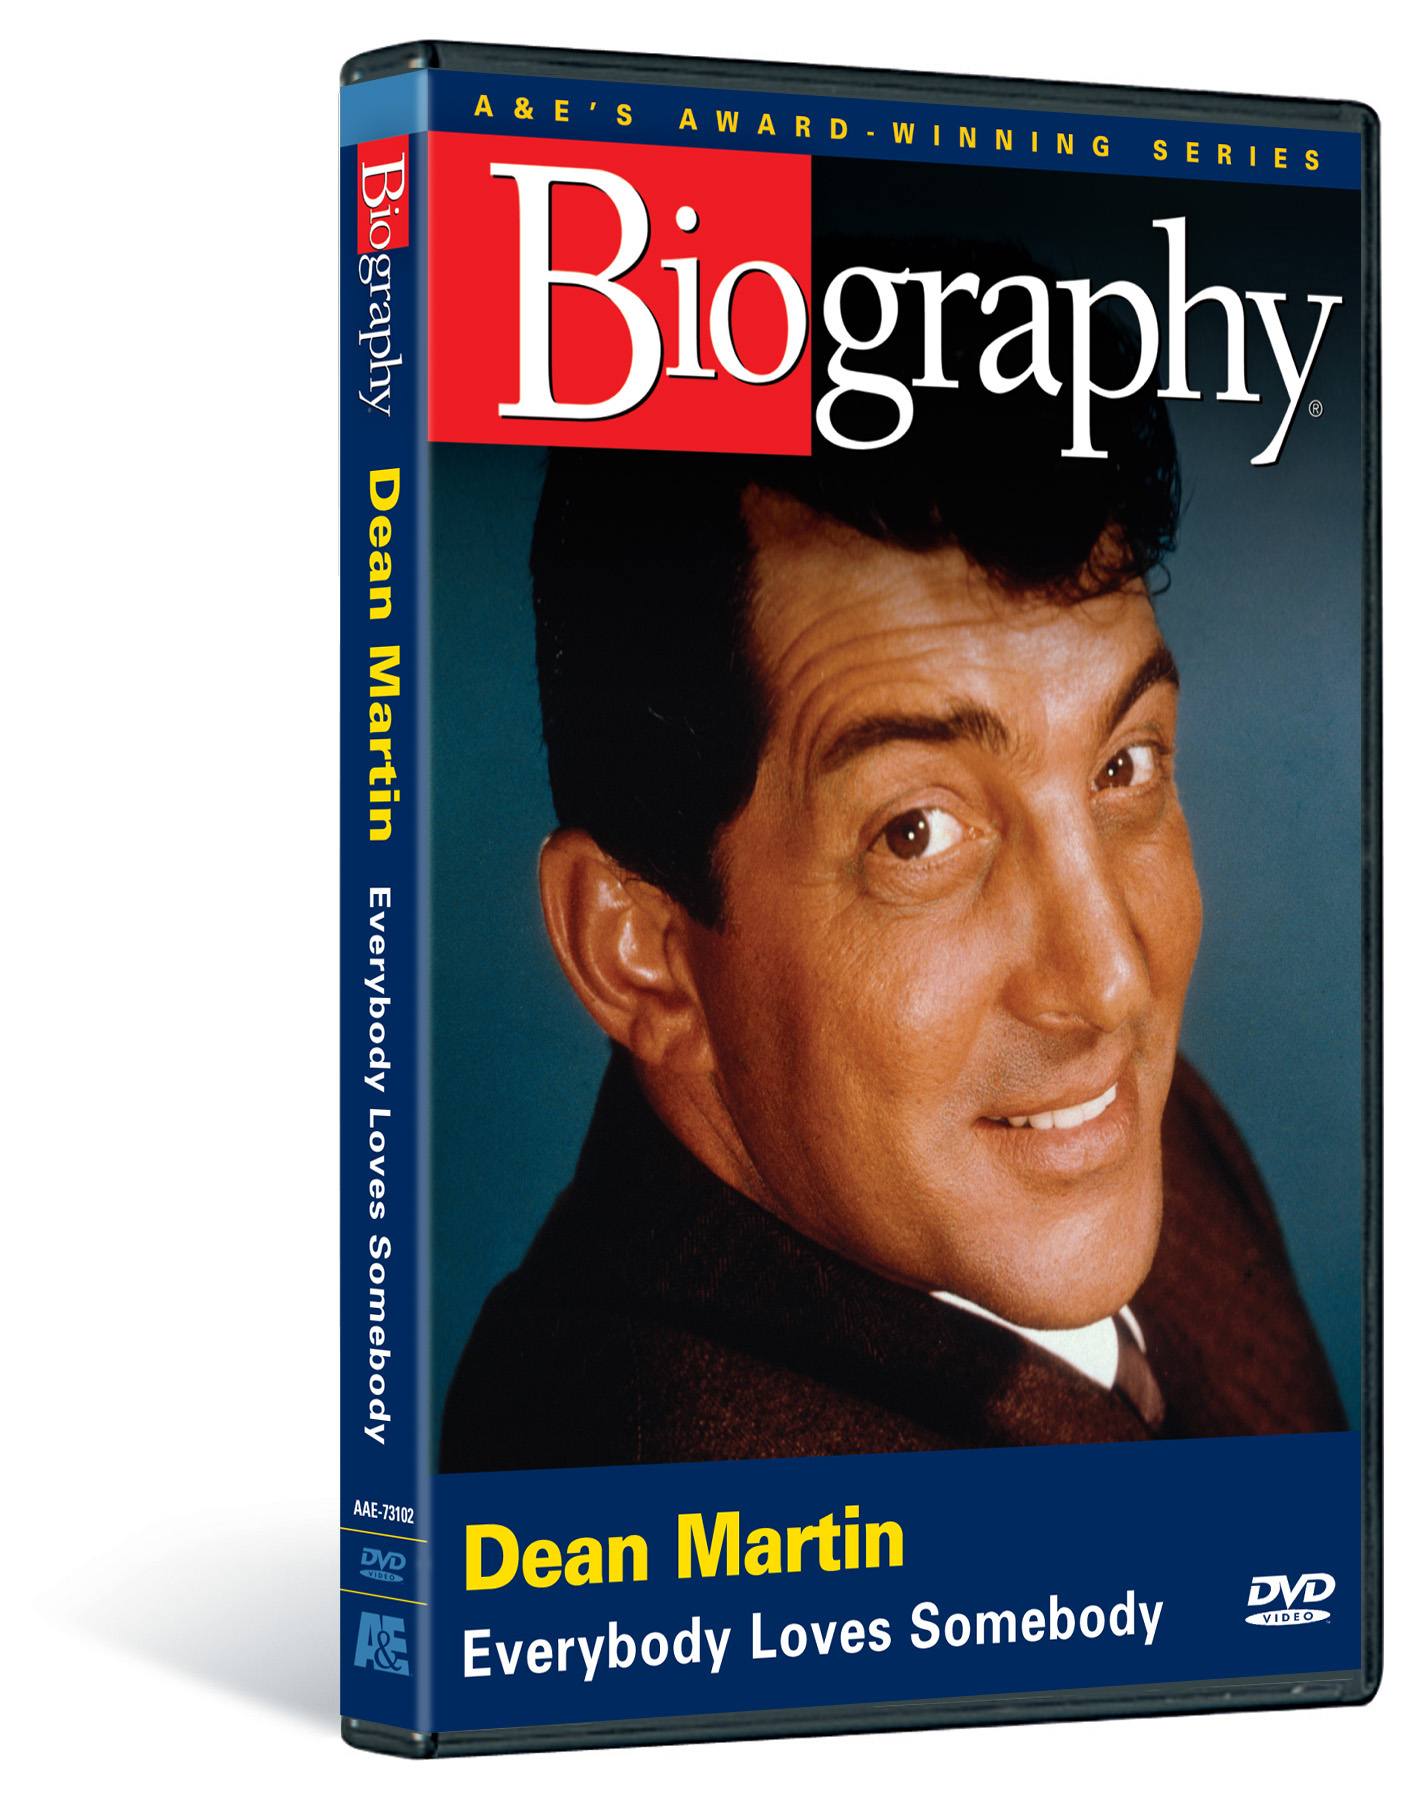 A&E'S AWARD-WINNING SERIES
Biography®
Dean Martin
Everybody Loves Somebody
DVD
VIDEO
Biography
Dean Martin Everybody Loves Somebody
AAE-73102
DVD
VIDEO
A&E